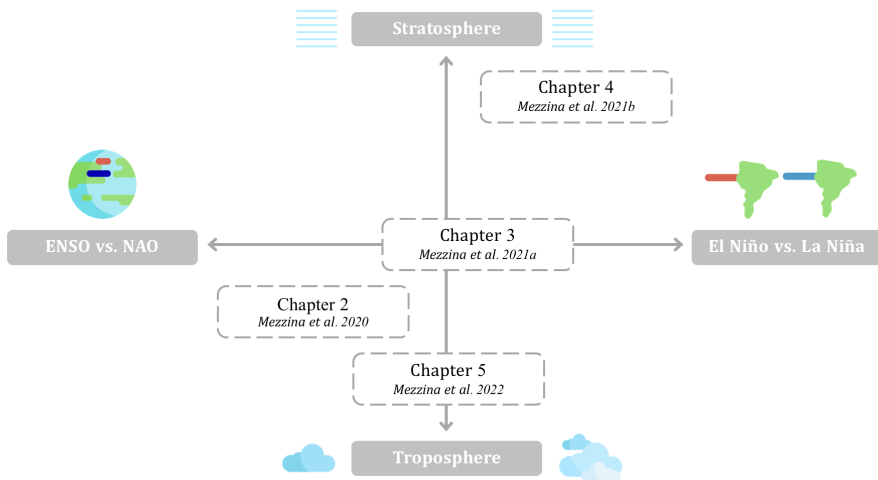 Stratosphere
Chapter 4
Mezzina et al. 2021b
ENSO vs. NAO
Chapter 3
Mezzina et al. 2021a
El Niño vs. La Niña
Chapter 2
Mezzina et al. 2020
Chapter 5
Mezzina et al. 2022
Troposphere